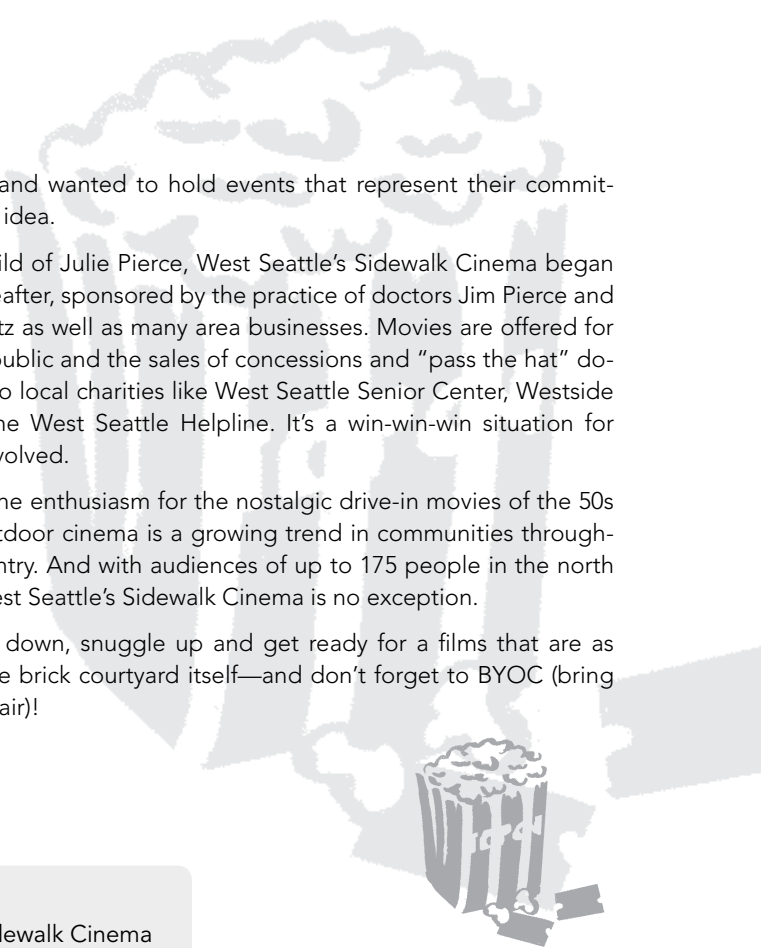 and wanted to hold events that represent their commit-
idea.
ild of Julie Pierce, West Seattle’s Sidewalk Cinema began
eafter, sponsored by the practice of doctors Jim Pierce and
tz as well as many area businesses. Movies are offered for
public and the sales of concessions and “pass the hat” do-
o local charities like West Seattle Senior Center, Westside
he West Seattle Helpline. It’s a win-win-win situation for
volved.
he enthusiasm for the nostalgic drive-in movies of the 50s
tdoor cinema is a growing trend in communities through-
ntry. And with audiences of up to 175 people in the north
est Seattle’s Sidewalk Cinema is no exception.
down, snuggle up and get ready for a films that are as
e brick courtyard itself—and don’t forget to BYOC (bring
air)!
dewalk Cinema